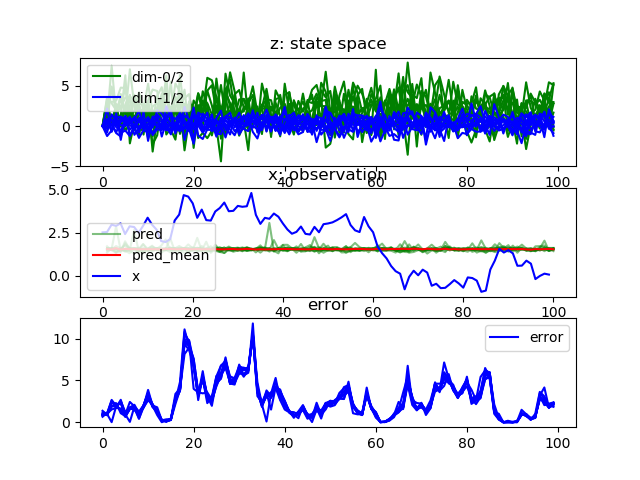 z: state space
5
0
−5
dim-0/2
dim-1/2
0 20 40 60 80 100
x: observation
5.0
2.5
0.0
pred
pred_mean
x
0 20 40 60 80 100
error
10
5
0
error
0 20 40 60 80 100